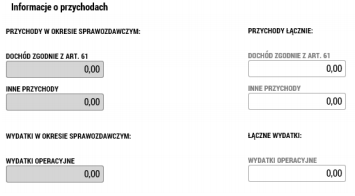 Informacje o przychodach
PRZYCHODY W OKRESIE SPRAWOZDAWCZYM:
PRZYCHODY ŁĄCZNIE:
DOCHÓD ZGODNIE Z ART. 61
DOCHÓD ZGODNIE Z ART. 61
0,00
0,00
INNE PRZYCHODY
INNE PRZYCHODY
0,00
0,00
WYDATKI W OKRESIE SPRAWOZDAWCZYM:
ŁĄCZNE WYDATKI:
WYDATKI OPERACYJNE
WYDATKI OPERACYJNE
0,00
0,00